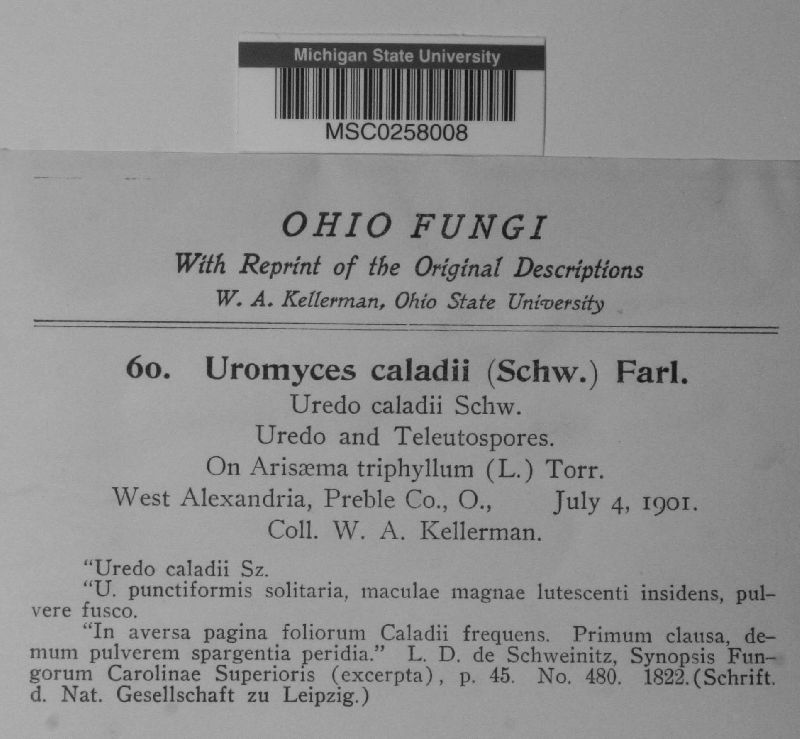 Michigan State University
MSC0258008
OHIO FUNGI
With Reprint of the Original Descriptions
W. A. Kellerman, Ohio State University
60. Uromyces caladii (Schw.) Farl.
Uredo caladii Schw.
Uredo and Teleutospores.
On Arisæma triphyllum (L.) Torr.
West Alexandria, Preble Co., O., July 4, 1901.
Coll. W. A. Kellerman.
“Uredo caladii Sz.
“U. punctiformis solitaria, maculae magnae lutescenti insidens, pul-
vere fusco.
“In aversa pagina foliorum Caladii frequens. Primum clausa, de-
mum pulverem spargentia peridia.” L. D. de Schweinitz, Synopsis Fun-
gorum Carolinae Superioris (excerpta), p. 45. No. 480. 1822. (Schrift.
d. Nat. Gesellschaft zu Leipzig.)